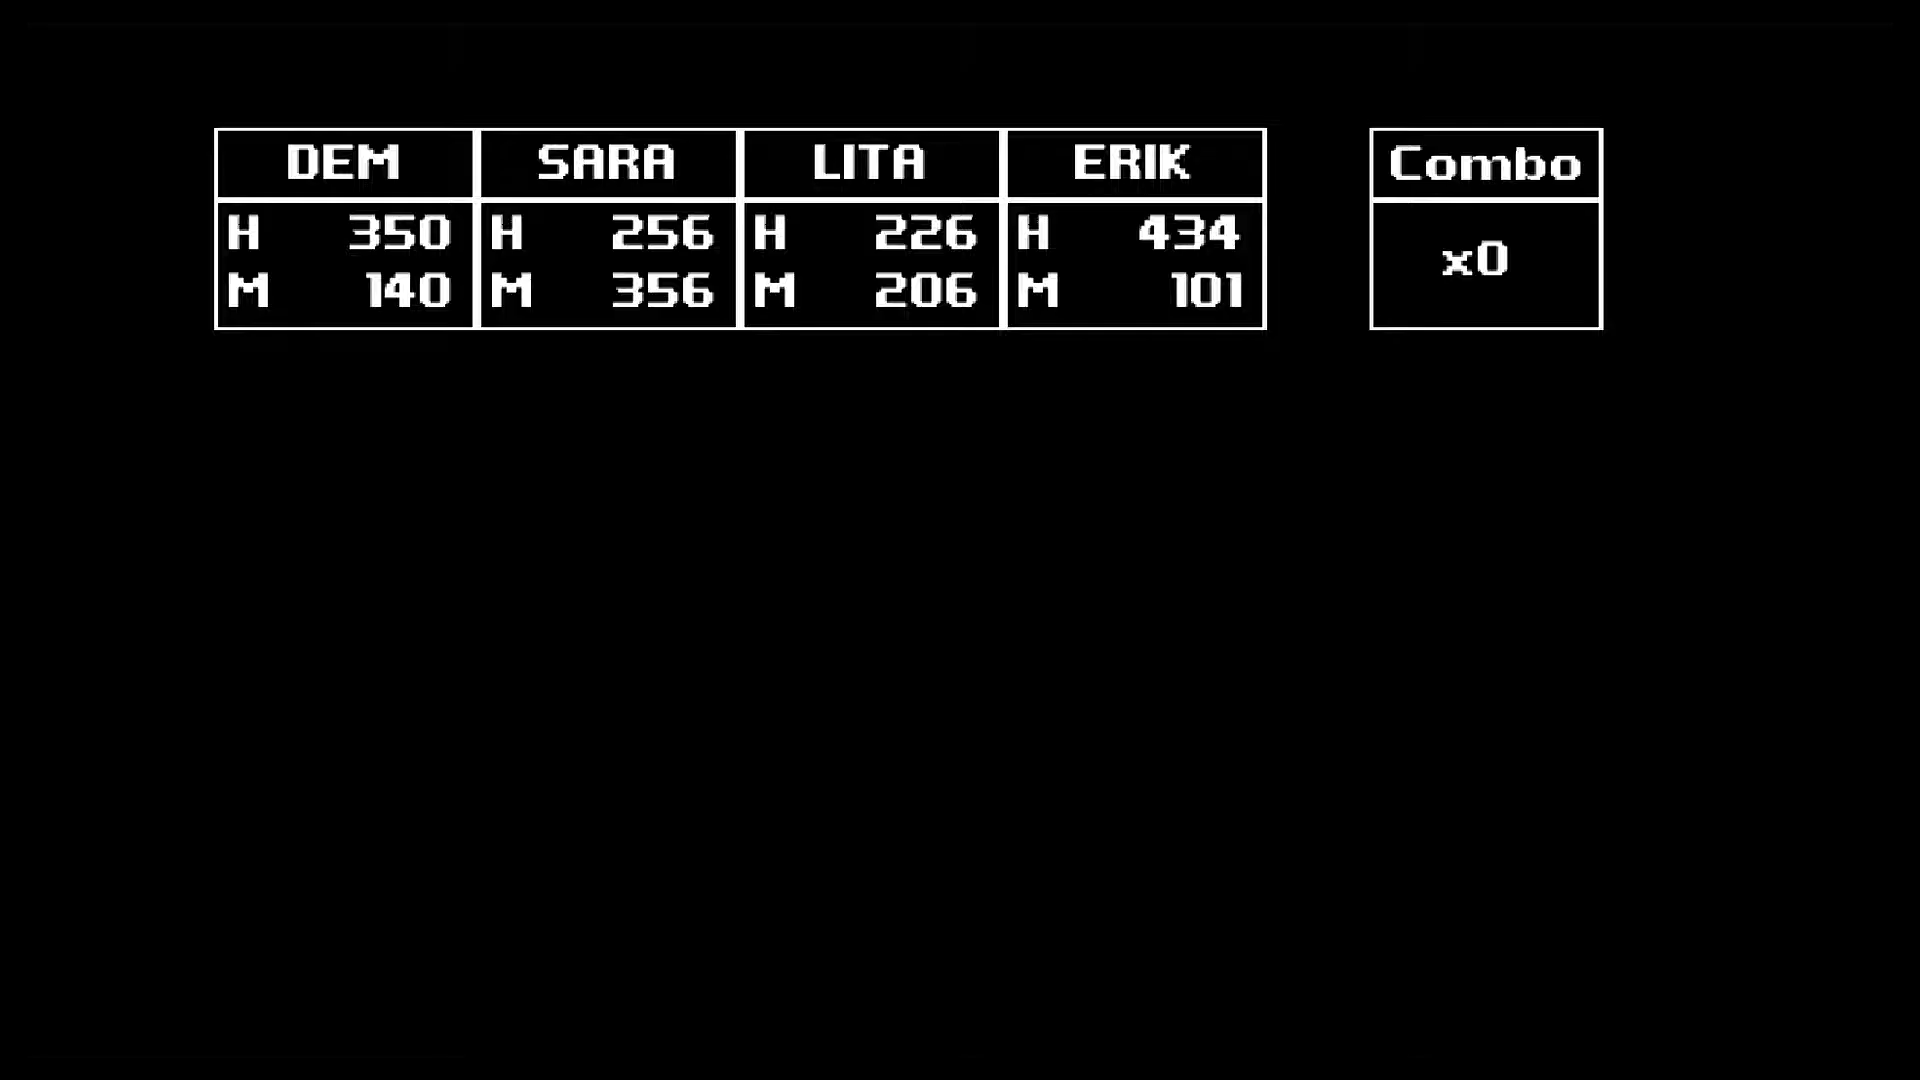 DEM SARA LITA ERIK Combo
H 350 H 256 H 226 H 434
x0
M 140 M 356 M 206 M 101